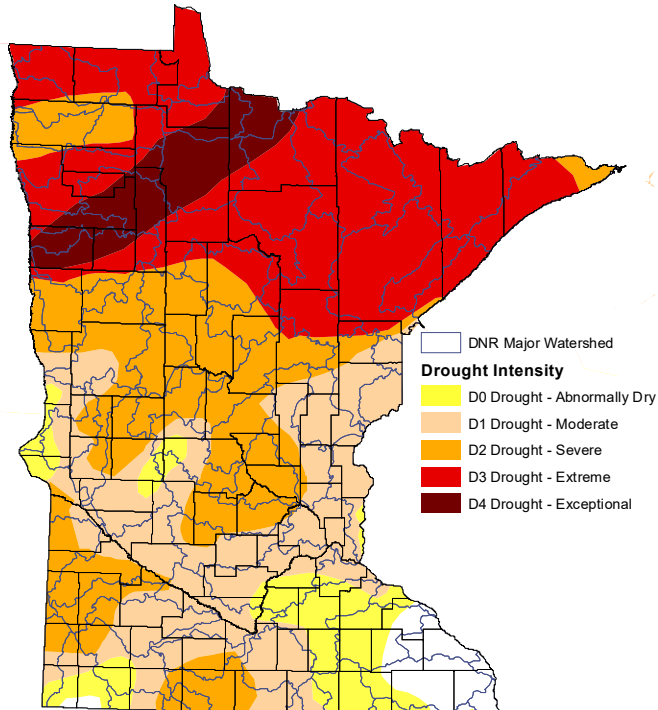 DNR Major Watershed
Drought Intensity
D0 Drought - Abnormally Dry
D1 Drought - Moderate
D2 Drought - Severe
D3 Drought - Extreme
D4 Drought - Exceptional